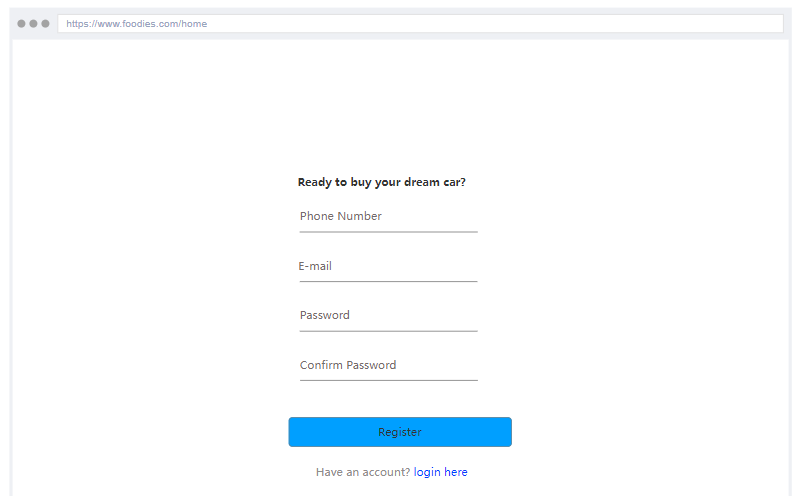 https://www.foodies.com/home
Ready to buy your dream car?
Phone Number
E-mail
Password
Confirm Password
Register
Have an account? login here